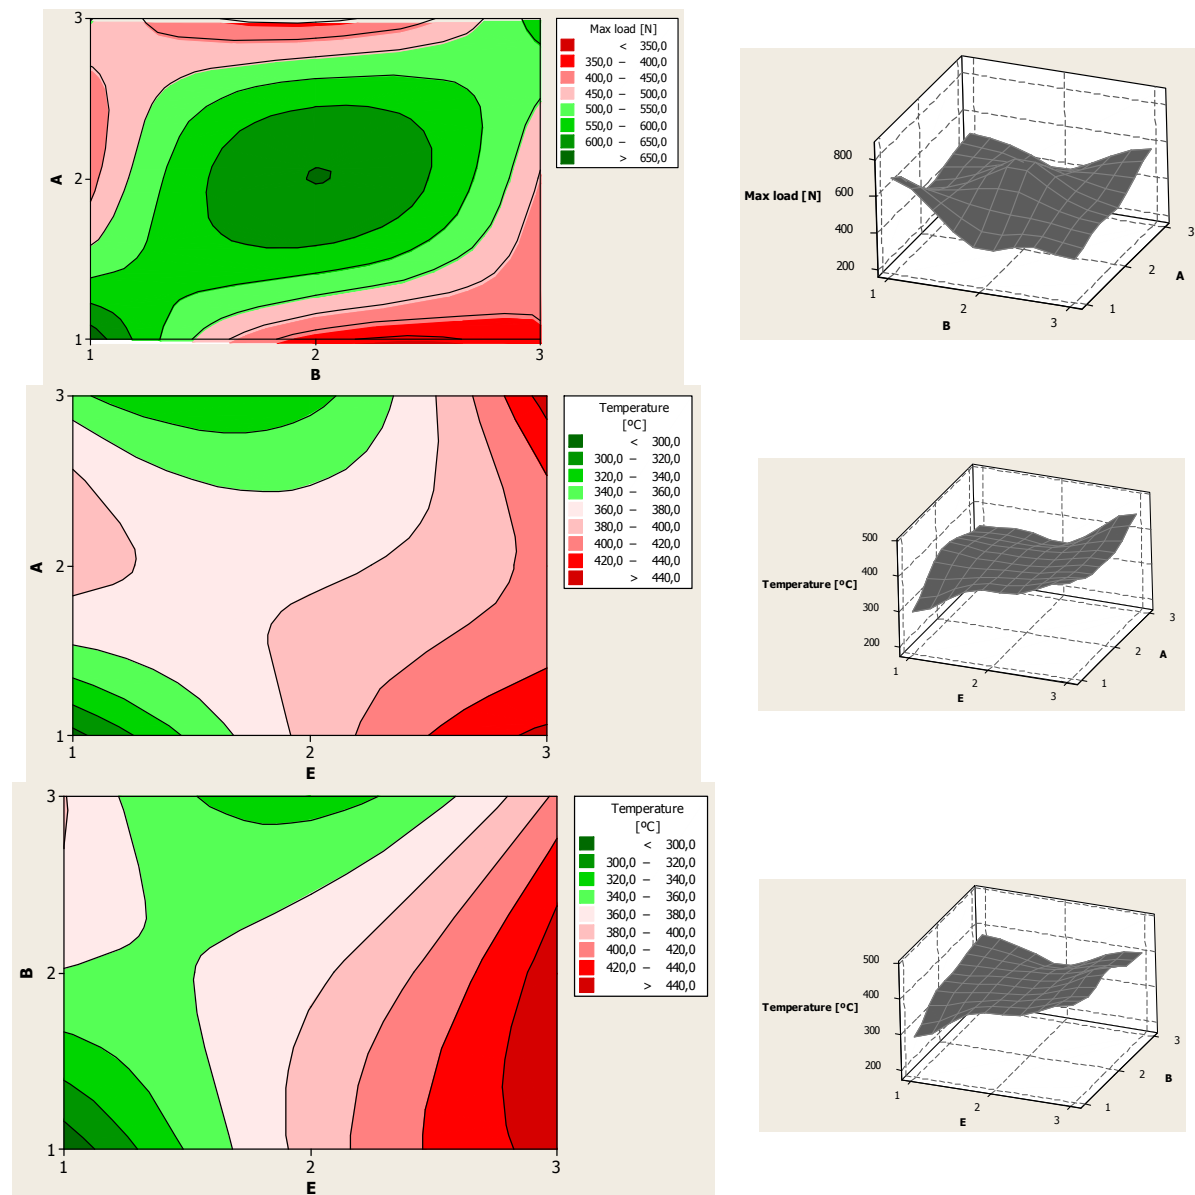 3
2
1
A
1
2
3
B
Max load [N]
< 350,0
350,0 – 400,0
400,0 – 450,0
450,0 – 500,0
500,0 – 550,0
550,0 – 600,0
600,0 – 650,0
> 650,0
800
600
400
200
Max load [N]
1
2
3
B
1
2
3
A
3
2
1
A
1
2
3
E
Temperature
[ºC]
< 300,0
300,0 – 320,0
320,0 – 340,0
340,0 – 360,0
360,0 – 380,0
380,0 – 400,0
400,0 – 420,0
420,0 – 440,0
> 440,0
500
400
300
200
Temperature [ºC]
1
2
3
E
1
2
3
A
3
2
1
B
1
2
3
E
Temperature
[ºC]
< 300,0
300,0 – 320,0
320,0 – 340,0
340,0 – 360,0
360,0 – 380,0
380,0 – 400,0
400,0 – 420,0
420,0 – 440,0
> 440,0
500
400
300
200
Temperature [ºC]
1
2
3
E
1
2
3
B